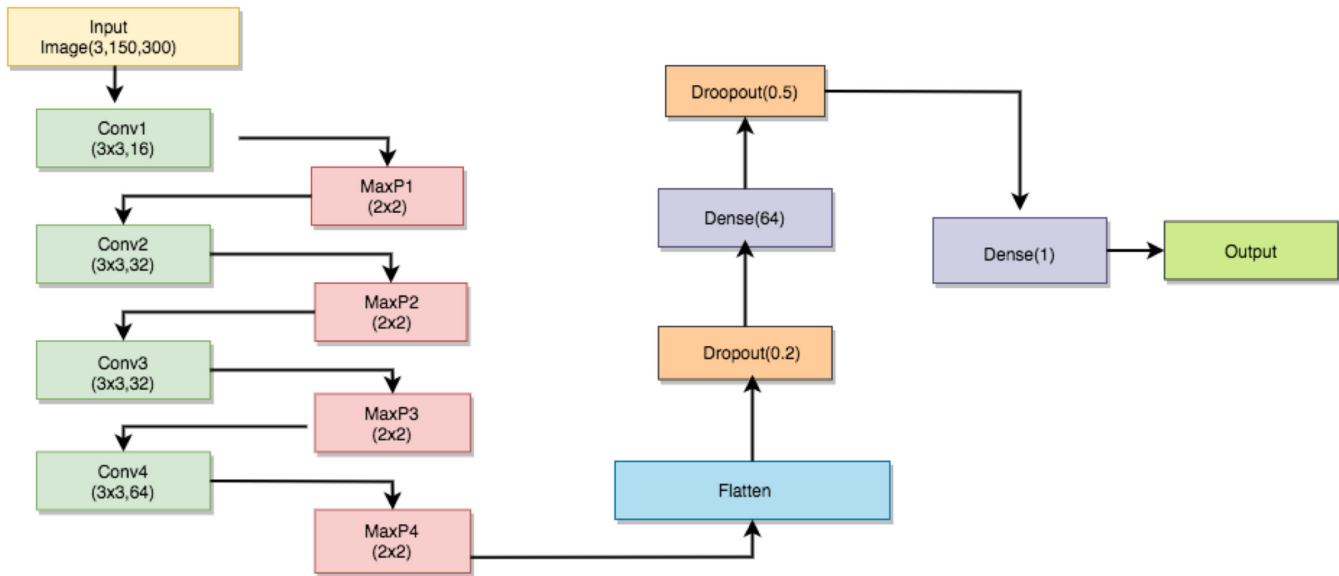 Input
Image(3,150,300)
Conv1
(3x3,16)
MaxP1
(2x2)
Conv2
(3x3,32)
MaxP2
(2x2)
Conv3
(3x3,32)
MaxP3
(2x2)
Conv4
(3x3,64)
MaxP4
(2x2)
Flatten
Dropout(0.2)
Dense(64)
Droopout(0.5)
Dense(1)
Output